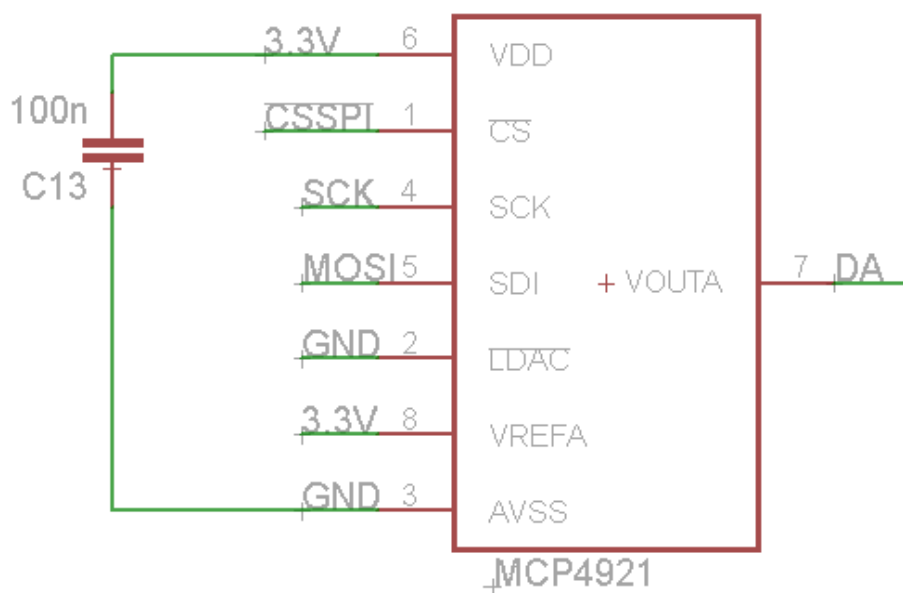 3.3V 6 VDD
100n
CSSPI 1 CS
C13
SCK 4 SCK
MOSI 5 SDI VOUTA 7 DA
GND 2 LDAC
3.3V 8 VREFA
GND 3 AVSS
MCP4921